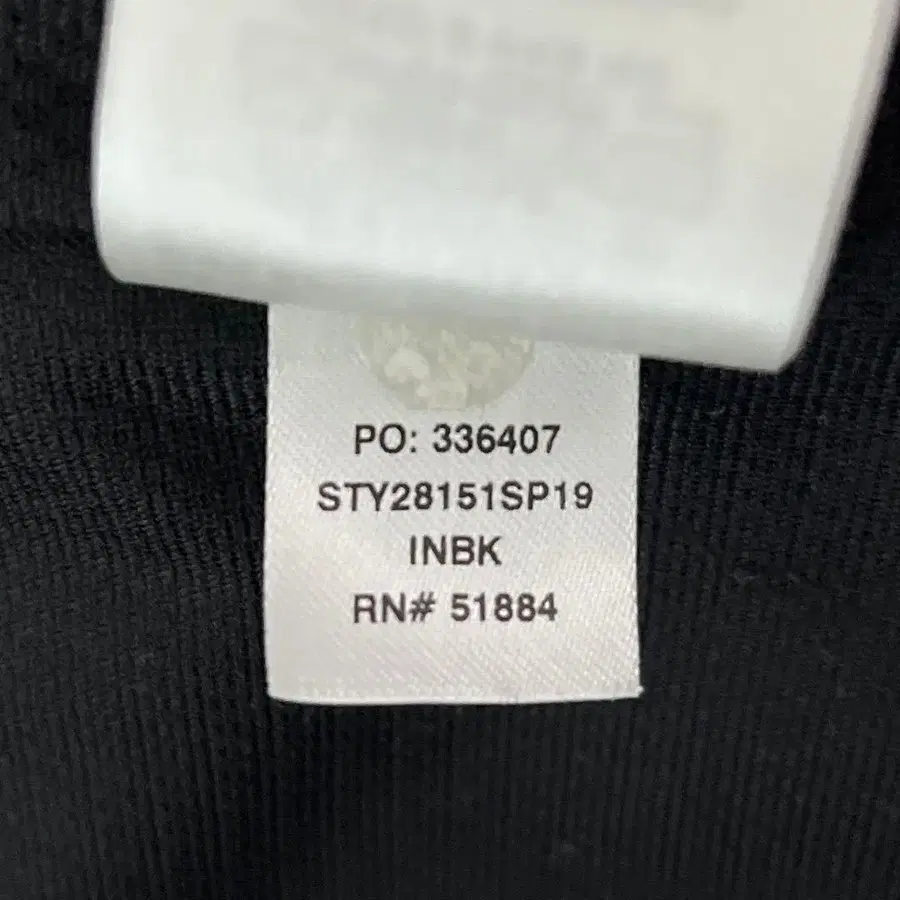 PO: 336407
STY28151SP19
INBK
RN# 51884